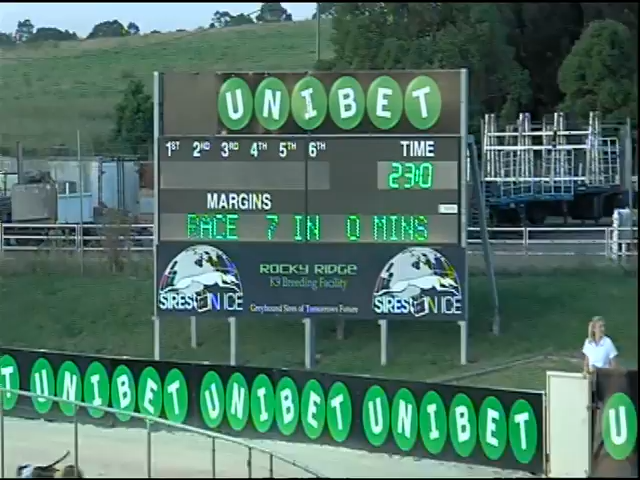 UNIBET
1ST 2ND 3RD 4TH 5TH 6TH TIME
23:0
MARGINS
RACE 7 IN 0 MINS
ROCKY RIDGE
K9 Breeding Facility
SIRES ON ICE
Greyhound Sires of Tomorrows Future
SIRES ON ICE
T UNIBET UNIBET UNIBET U